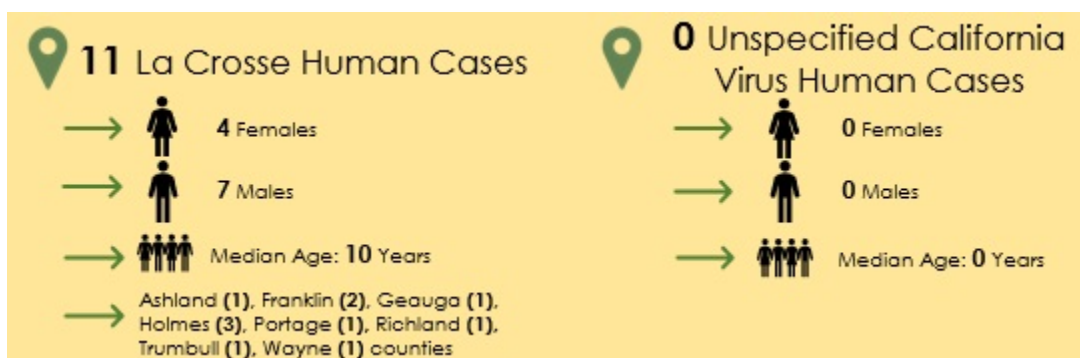 11 La Crosse Human Cases
4 Females
7 Males
Median Age: 10 Years
Ashland (1), Franklin (2), Geauga (1),
Holmes (3), Portage (1), Richland (1),
Trumbull (1), Wayne (1) counties
0 Unspecified California
Virus Human Cases
0 Females
0 Males
Median Age: 0 Years